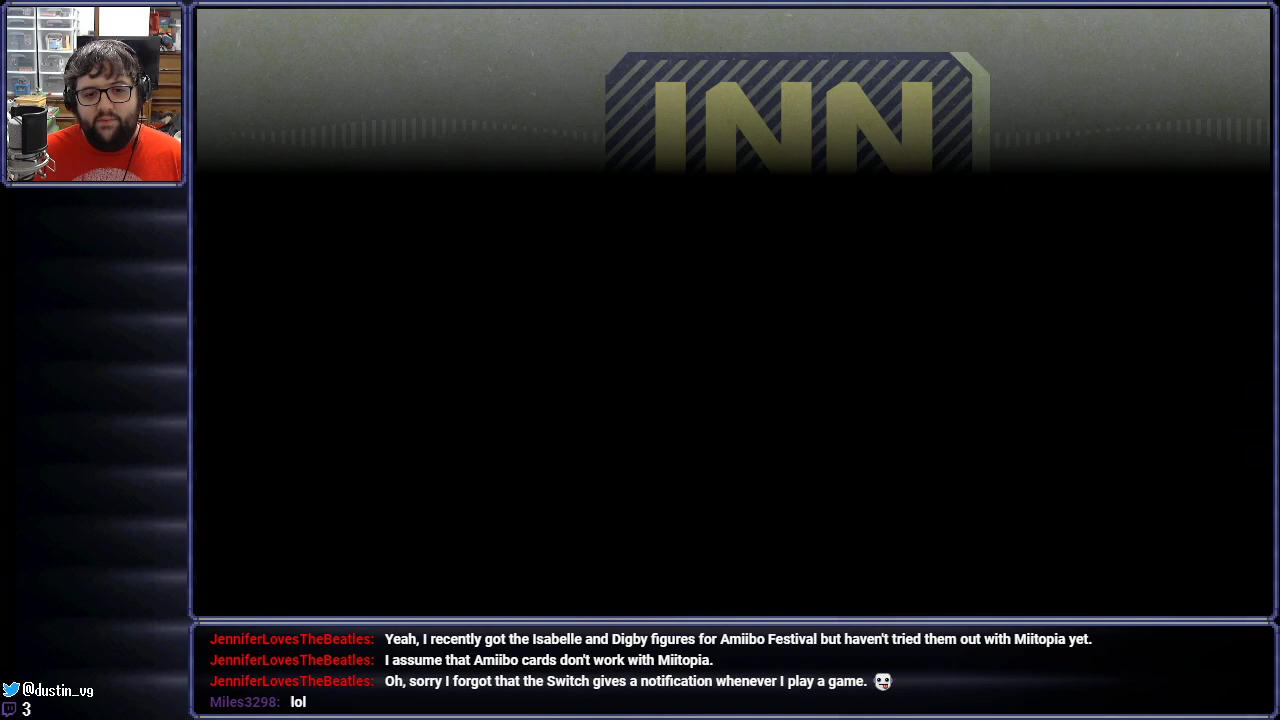 INN
JenniferLovesTheBeatles: Yeah, I recently got the Isabelle and Digby figures for Amiibo Festival but haven't tried them out with Miitopia yet.
JenniferLovesTheBeatles: I assume that Amiibo cards don't work with Miitopia.
JenniferLovesTheBeatles: Oh, sorry I forgot that the Switch gives a notification whenever I play a game.
Miles3298: lol
@dustin_vg
3